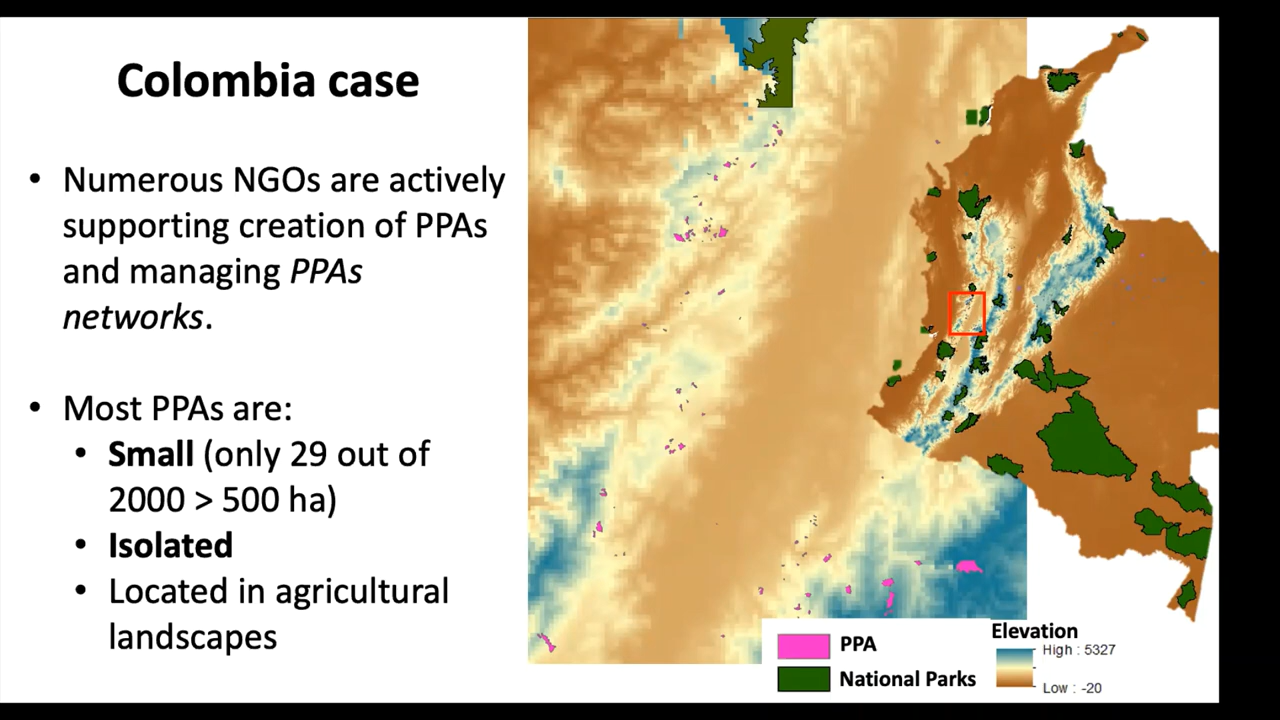 Colombia case
• Numerous NGOs are actively
supporting creation of PPAs
and managing PPAs
networks.
• Most PPAs are:
• Small (only 29 out of
2000 > 500 ha)
• Isolated
• Located in agricultural
landscapes
PPA
National Parks
Elevation
High : 5327
Low : -20